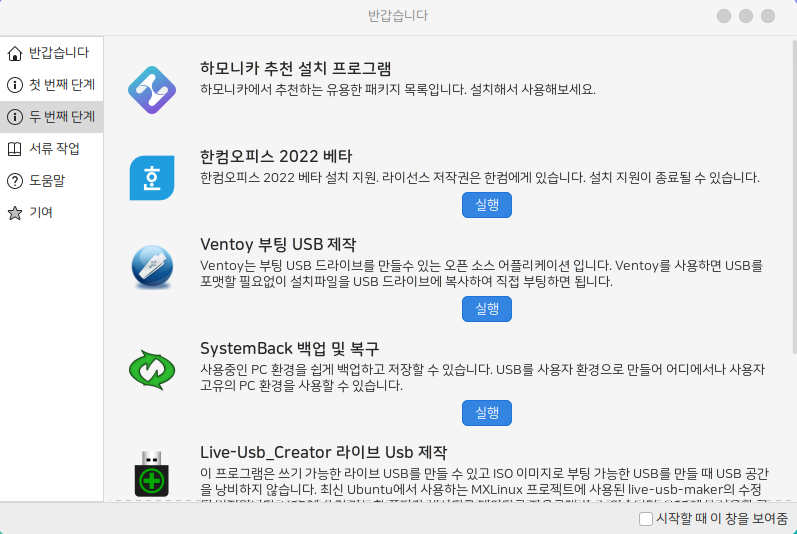 반갑습니다
반갑습니다
첫 번째 단계
두 번째 단계
서류 작업
도움말
기여
하모니카 추천 설치 프로그램
하모니카에서 추천하는 유용한 패키지 목록입니다. 설치해서 사용해보세요.
한컴오피스 2022 베타
한컴오피스 2022 베타 설치 지원. 라이선스 저작권은 한컴에게 있습니다. 설치 지원이 종료될 수 있습니다.
실행
Ventoy 부팅 USB 제작
Ventoy는 부팅 USB 드라이브를 만들수 있는 오픈 소스 어플리케이션 입니다. Ventoy를 사용하면 USB를
포맷할 필요없이 설치파일을 USB 드라이브에 복사하여 직접 부팅하면 됩니다.
실행
SystemBack 백업 및 복구
사용중인 PC 환경을 쉽게 백업하고 저장할 수 있습니다. USB를 사용자 환경으로 만들어 어디에서나 사용자
고유의 PC 환경을 사용할 수 있습니다.
실행
Live-Usb_Creator 라이브 Usb 제작
이 프로그램은 쓰기 가능한 라이브 USB를 만들 수 있고 ISO 이미지로 부팅 가능한 USB를 만들 때 USB 공간
을 낭비하지 않습니다. 최신 Ubuntu에서 사용하는 MXLinux 프로젝트에 사용된 live-usb-maker의 수정
시작할 때 이 창을 보여줌